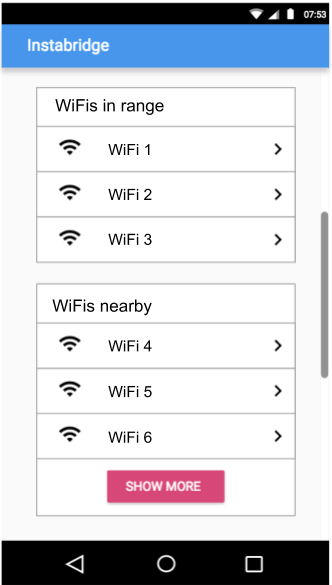 07:53
Instabridge
WiFis in range
WiFi 1
WiFi 2
WiFi 3
WiFis nearby
WiFi 4
WiFi 5
WiFi 6
SHOW MORE